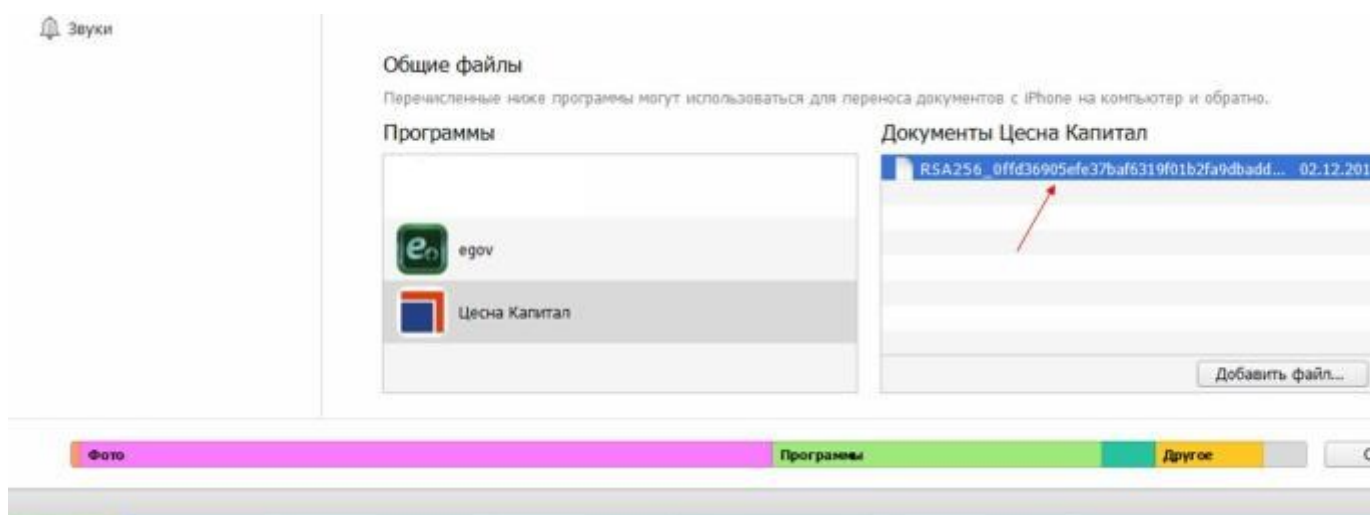 Звуки
Общие файлы
Перечисленные ниже программы могут использоваться для переноса документов с iPhone на компьютер и обратно.
Программы
Документы Цесна Капитал
RSA256_0ffd36905efe37baf6319f01b2fa9dbadd... 02.12.201
egov
Цесна Капитал
Добавить файл...
Фото
Программы
Другое